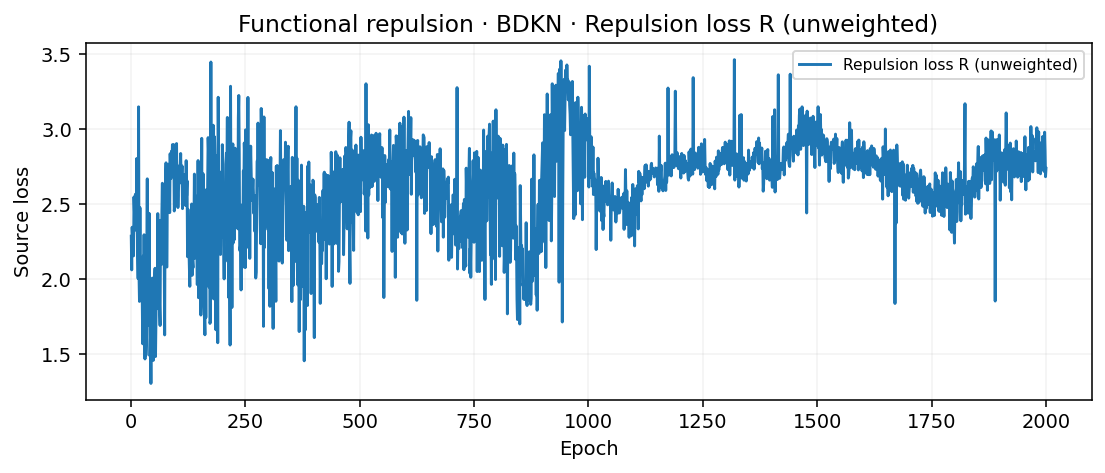 Functional repulsion · BDKN · Repulsion loss R (unweighted)
Repulsion loss R (unweighted)
Source loss
3.5
3.0
2.5
2.0
1.5
0 250 500 750 1000 1250 1500 1750 2000
Epoch